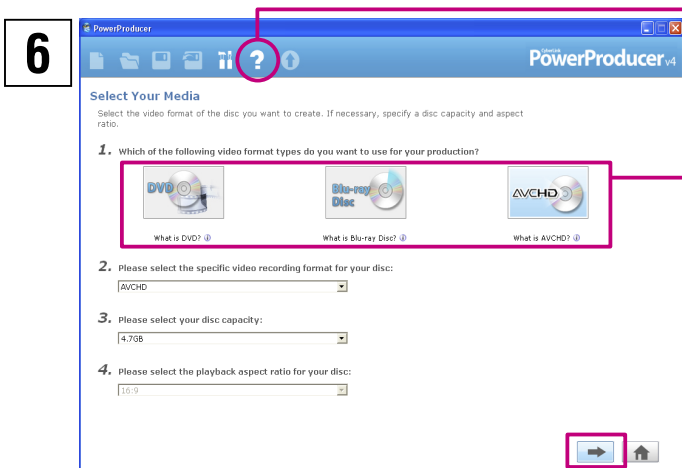 6
PowerProducer
?
CyberLink
PowerProducer v4
Select Your Media
Select the video format of the disc you want to create. If necessary, specify a disc capacity and aspect
ratio.
1. Which of the following video format types do you want to use for your production?
DVD
Blu-ray
Disc
AVCHD
What is DVD?
What is Blu-ray Disc?
What is AVCHD?
2. Please select the specific video recording format for your disc:
AVCHD
3. Please select your disc capacity:
4.7GB
4. Please select the playback aspect ratio for your disc:
16:9